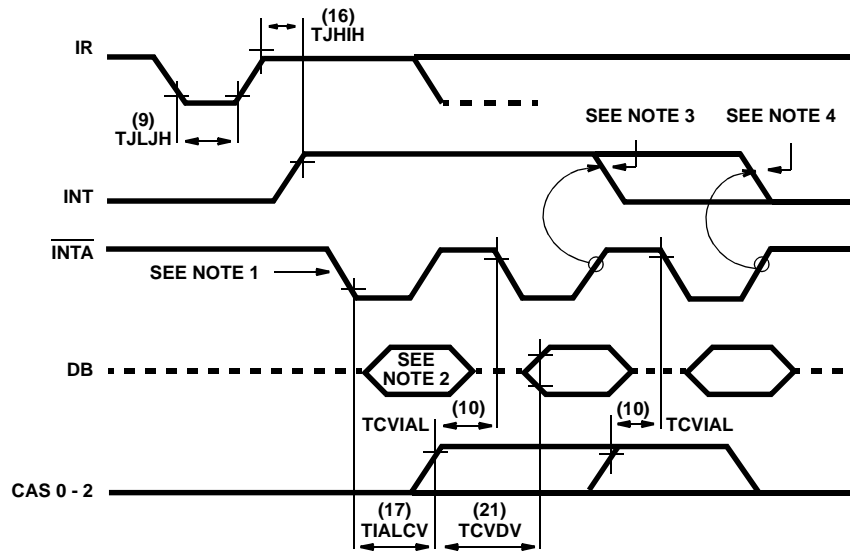 (16)
TJHIH
IR
(9)
TJLJH
SEE NOTE 3
SEE NOTE 4
INT
INTA
SEE NOTE 1
DB
SEE
NOTE 2
(10)
TCVIAL
(10)
TCVIAL
CAS 0 - 2
(17)
TIALCV
(21)
TCVDV